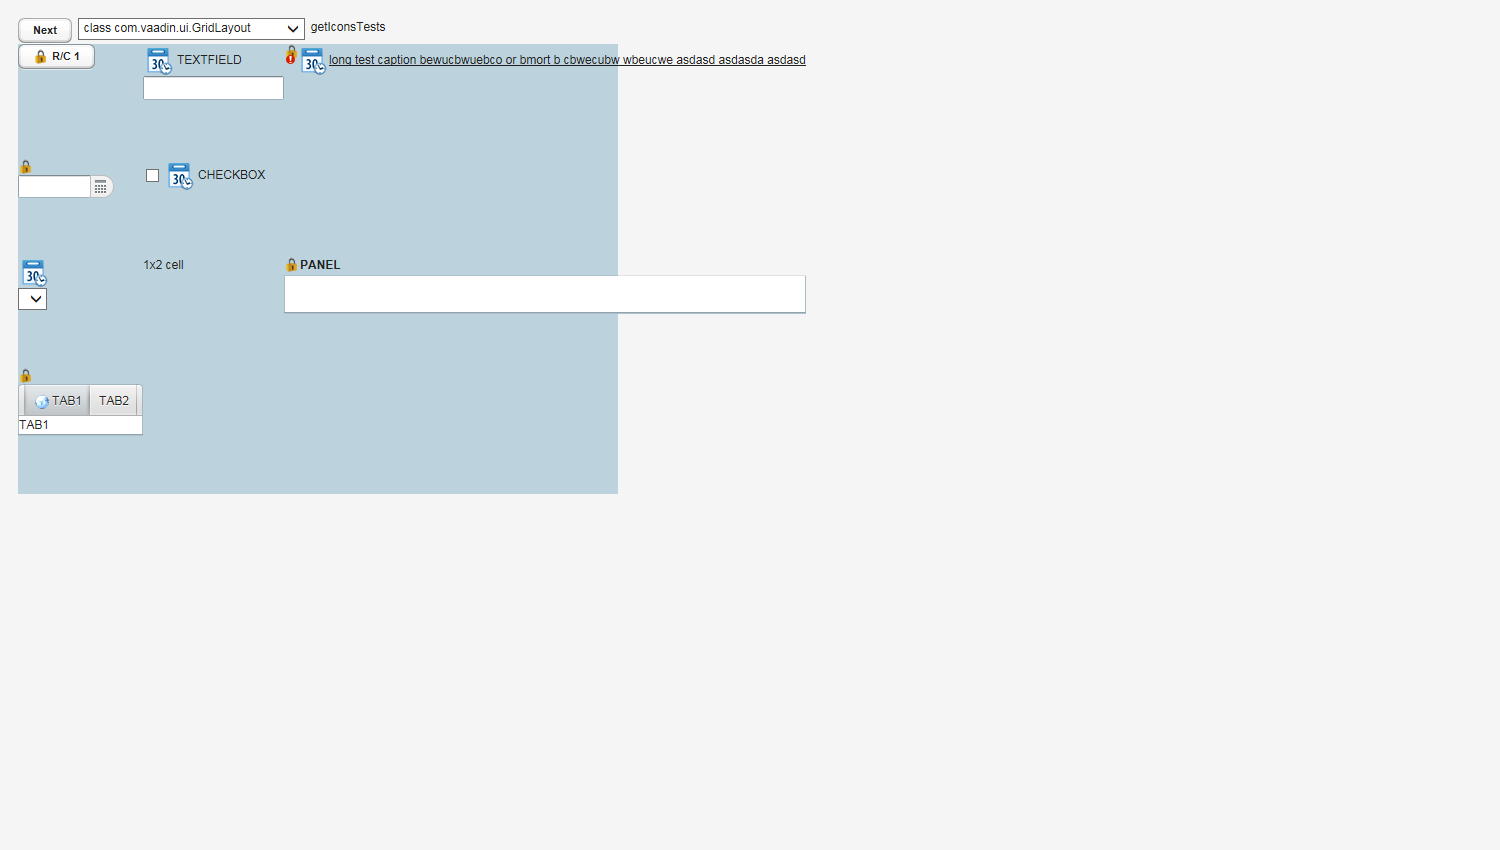 Next class com.vaadin.ui.GridLayout getIconsTests
R/C 1 30 TEXTFIELD 30 long test caption bewucbwuebco or bmort b cbwecubw wbeucwe asdasd asdasda asdasd
30 CHECKBOX
30 1x2 cell PANEL
TAB1 TAB2
TAB1